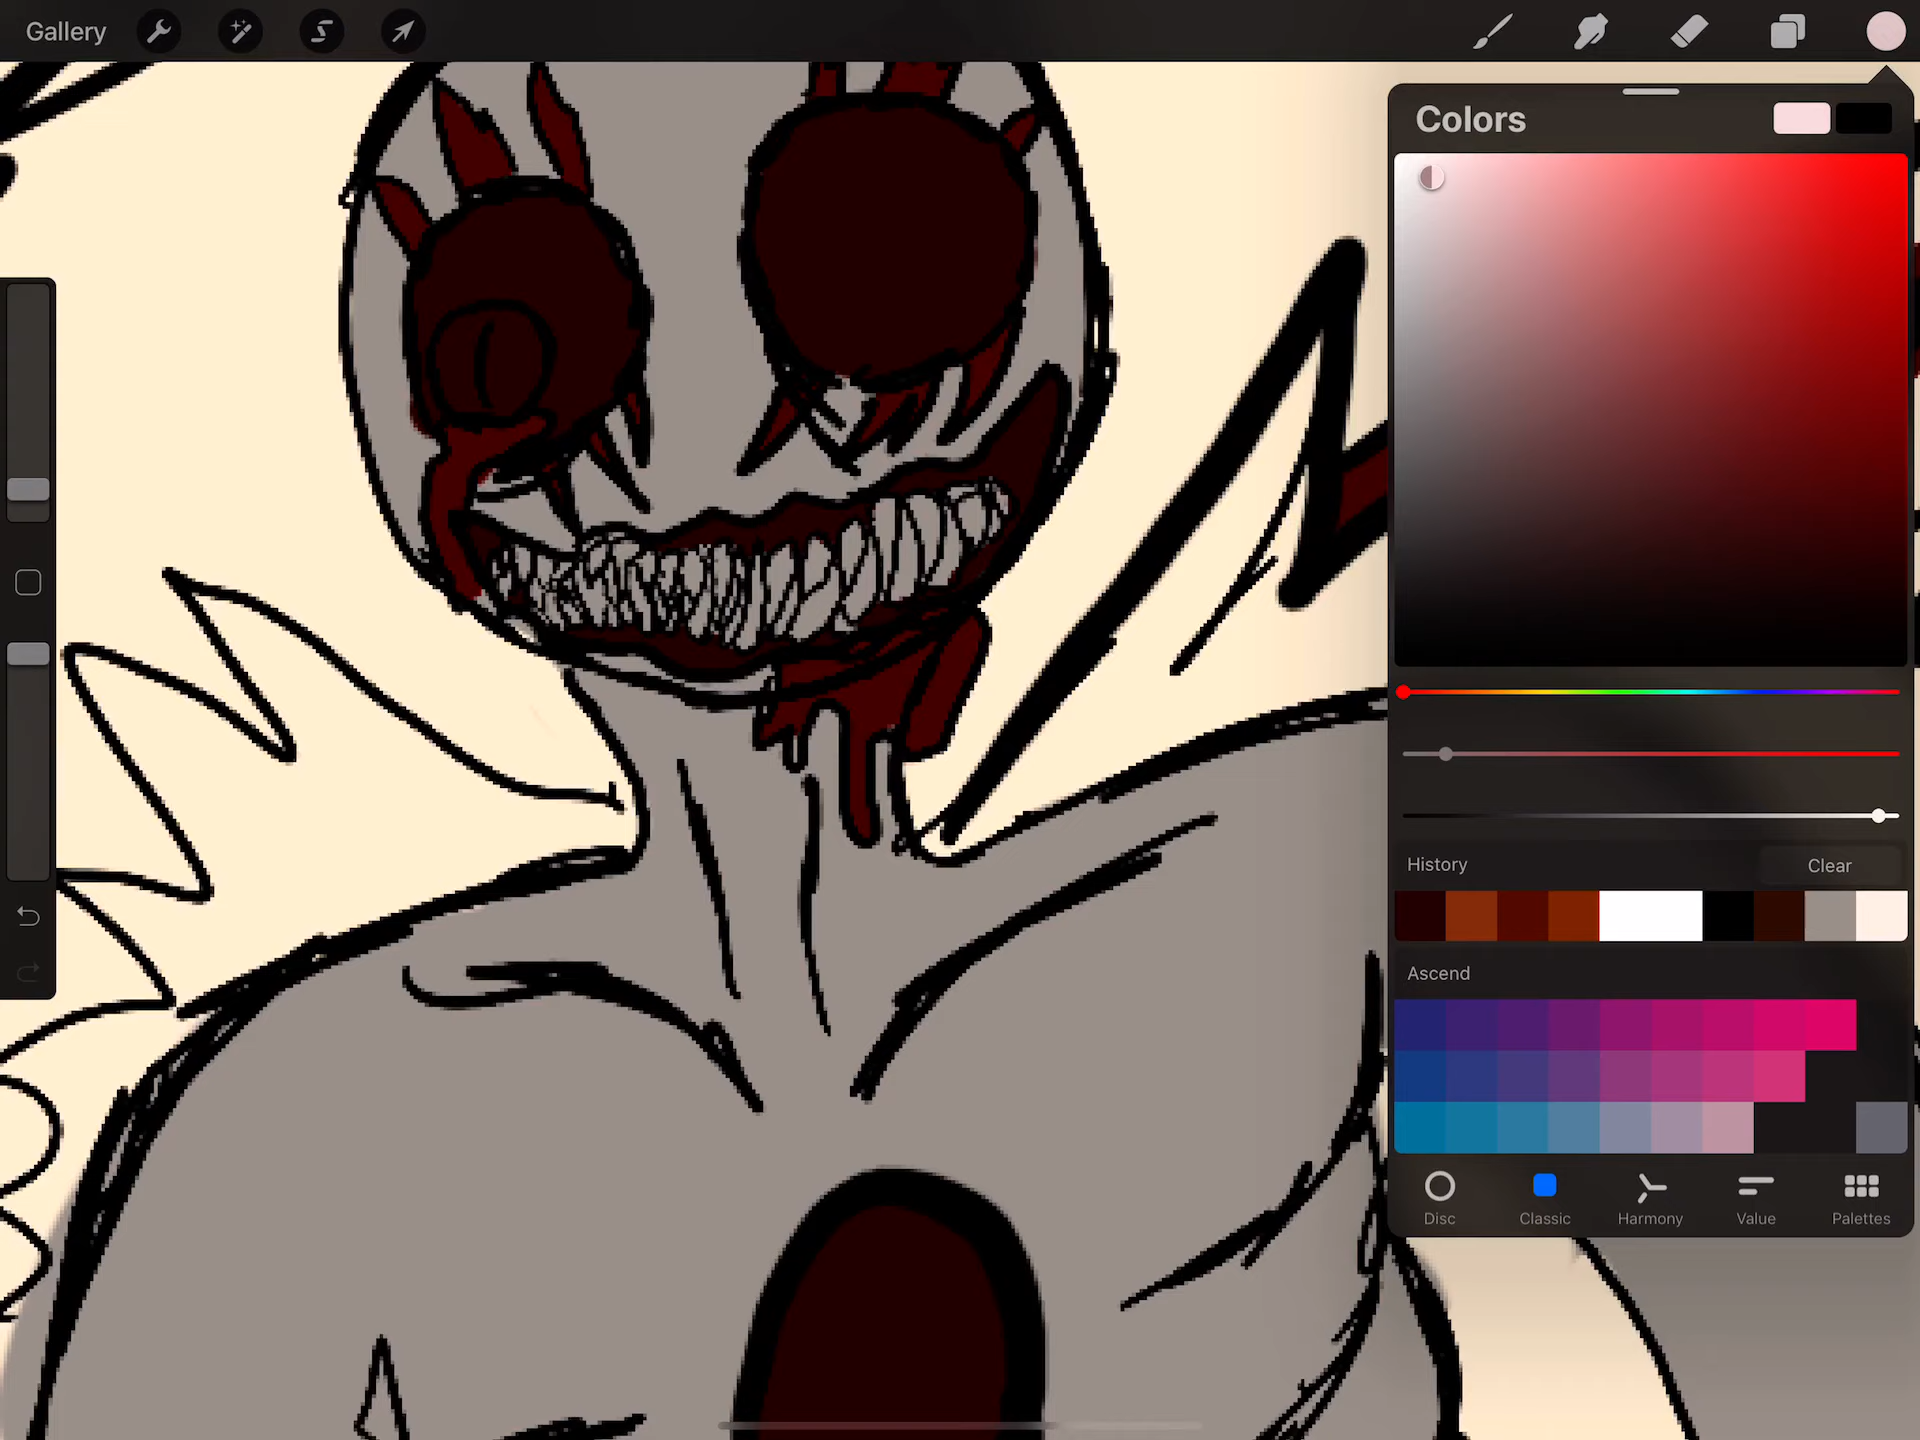 Gallery
Colors
History
Clear
Ascend
Disc
Classic
Harmony
Value
Palettes